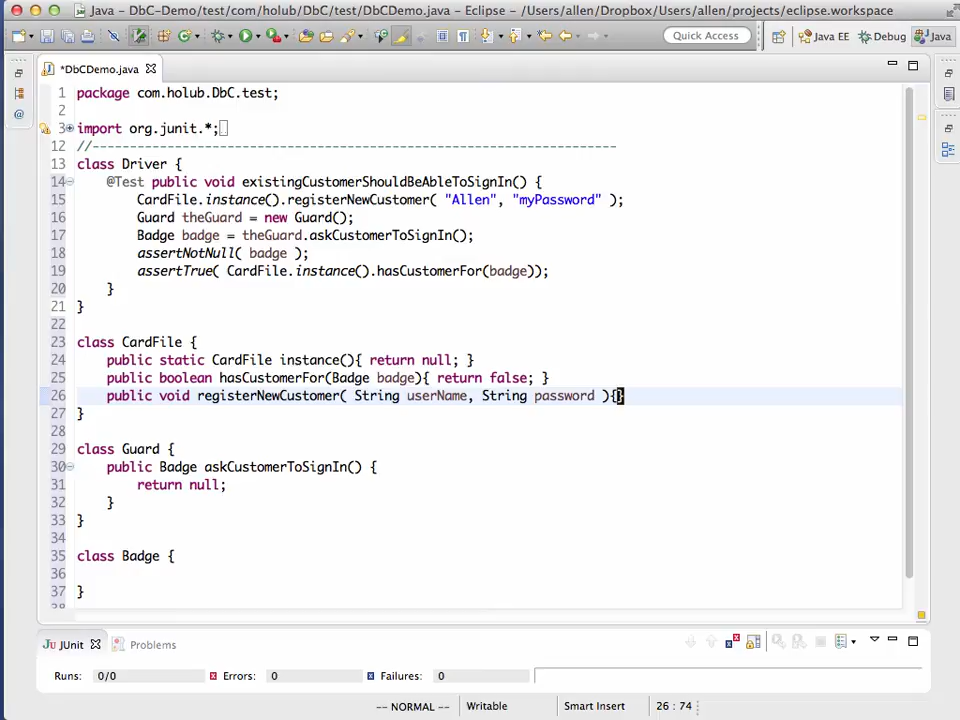 Java - DbC-Demo/test/com/holub/DbC/test/DbCDemo.java - Eclipse - /Users/allen/Dropbox/Users/allen/projects/eclipse.workspace
Quick Access
Java EE
Debug
Java
*DbCDemo.java
1 package com.holub.DbC.test;
2
3 import org.junit.*;
12 //----------------------------------------------------------------------
13 class Driver {
14 @Test public void existingCustomerShouldBeAbleToSignIn() {
15 CardFile.instance().registerNewCustomer( "Allen", "myPassword" );
16 Guard theGuard = new Guard();
17 Badge badge = theGuard.askCustomerToSignIn();
18 assertNotNull( badge );
19 assertTrue( CardFile.instance().hasCustomerFor(badge));
20 }
21 }
22
23 class CardFile {
24 public static CardFile instance(){ return null; }
25 public boolean hasCustomerFor(Badge badge){ return false; }
26 public void registerNewCustomer( String userName, String password ){}
27 }
28
29 class Guard {
30 public Badge askCustomerToSignIn() {
31 return null;
32 }
33 }
34
35 class Badge {
36
37 }
38
JUnit
Problems
Runs: 0/0 Errors: 0 Failures: 0
-- NORMAL -- Writable Smart Insert 26 : 74